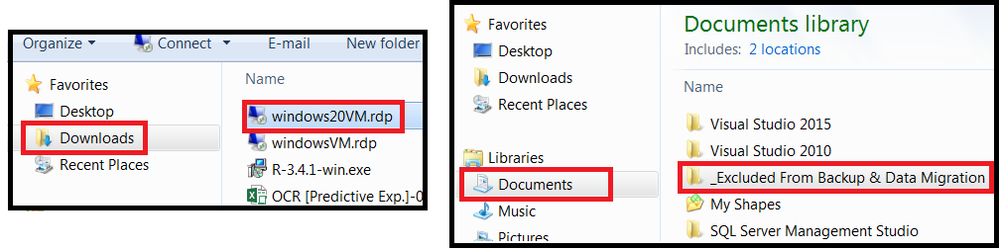 Organize Connect E-mail New folder
Favorites
Desktop
Downloads
Recent Places
Name
windows20VM.rdp
windowsVM.rdp
R-3.4.1-win.exe
OCR [Predictive Exp.]-0
Favorites
Desktop
Downloads
Recent Places
Libraries
Documents
Music
Pictures
Documents library
Includes: 2 locations
Name
Visual Studio 2015
Visual Studio 2010
_Excluded From Backup & Data Migration
My Shapes
SQL Server Management Studio